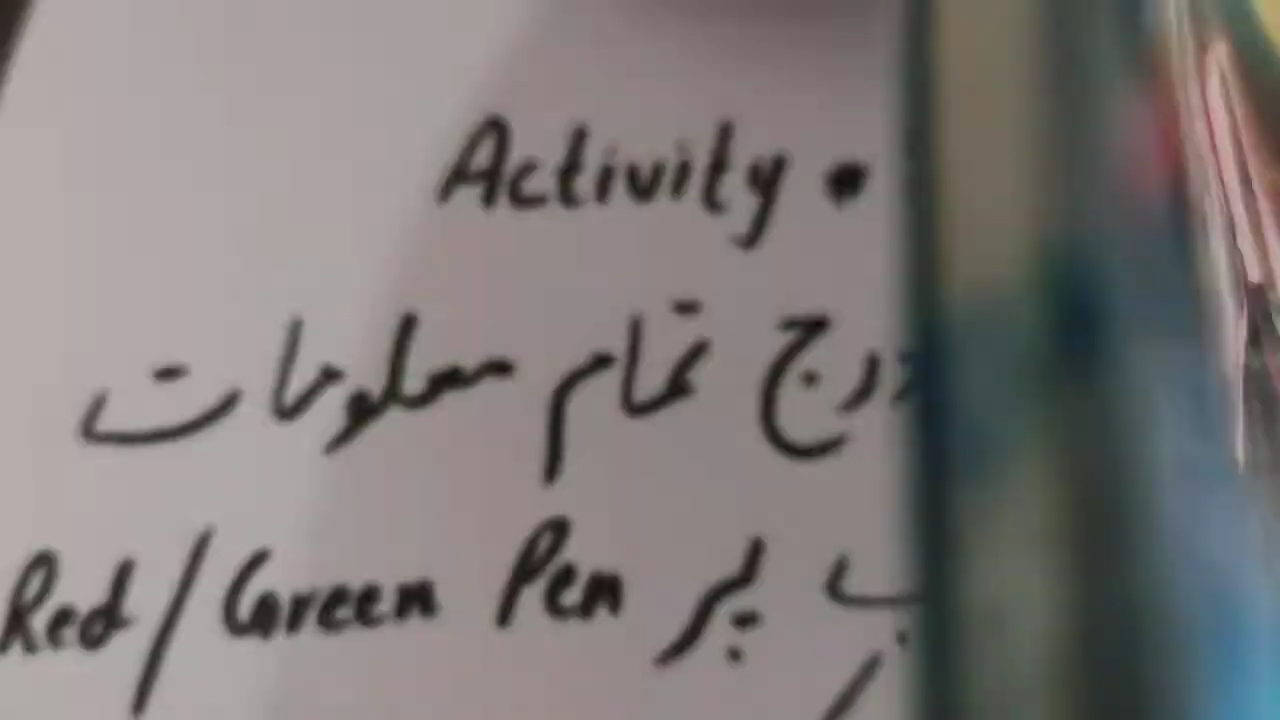 • Activity
درج تمام معلومات
پر Red/Green Pen